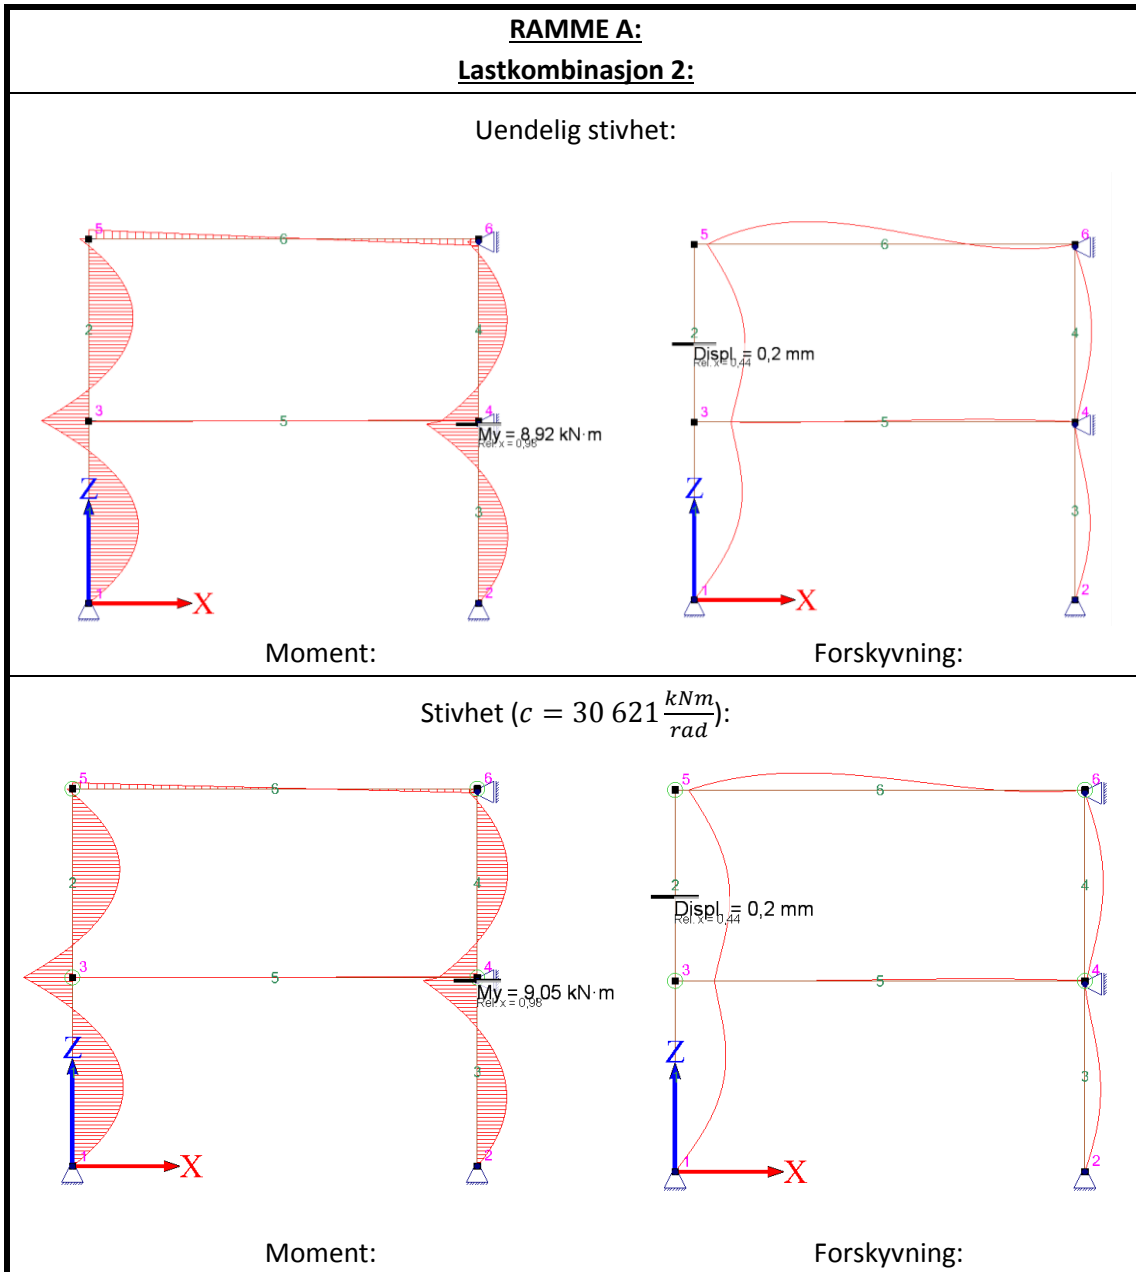 RAMME A:
Lastkombinasjon 2:
Uendelig stivhet:
5
6
6
2
4
3
5
4
My = 8,92 kN·m
Rel. x = 0,98
Z
3
1
X
2
Moment:
5
6
6
2
4
Displ. = 0,2 mm
Rel. x = 0,44
3
5
4
Z
3
1
X
2
Forskyvning:
Stivhet (c = 30 621 kNm/rad):
5
6
6
2
4
3
5
4
My = 9,05 kN·m
Rel. x = 0,98
Z
3
1
X
2
Moment:
5
6
6
2
4
Displ. = 0,2 mm
Rel. x = 0,44
3
5
4
Z
3
1
X
2
Forskyvning: